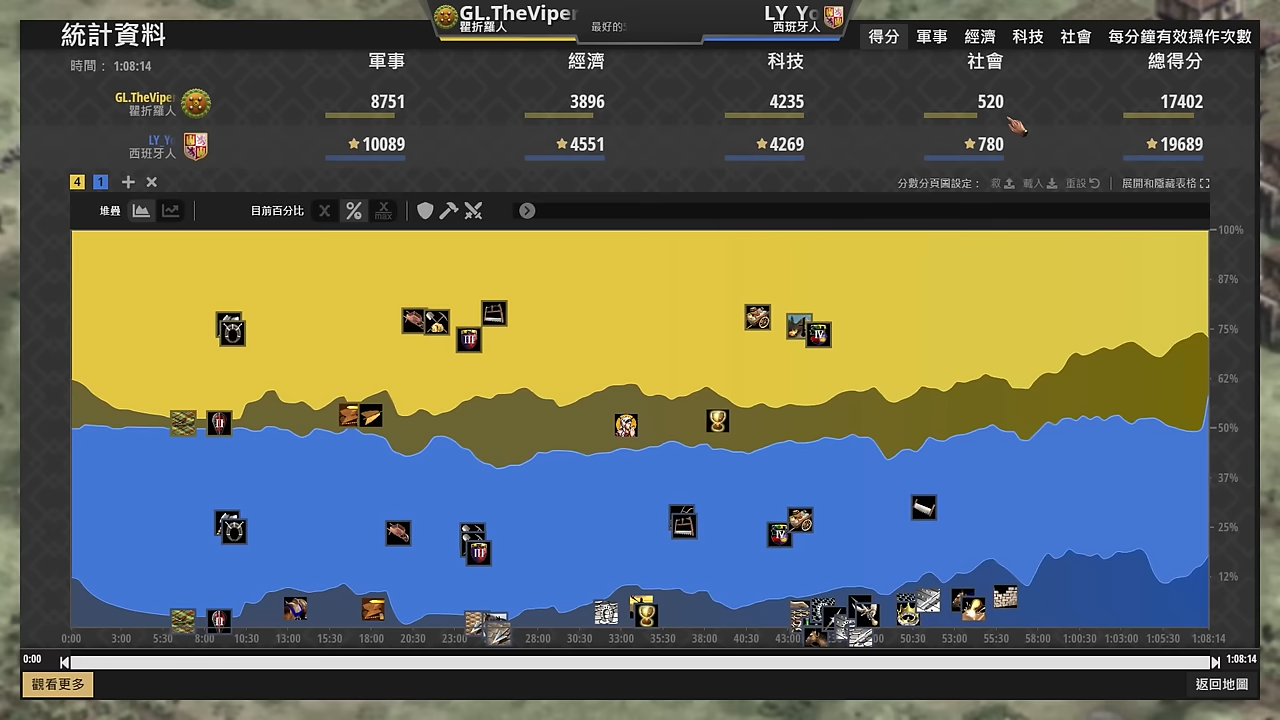 GL.TheViper
瞿折羅人
最好的
LY_Yo
西班牙人
統計資料
得分 軍事 經濟 科技 社會 每分鐘有效操作次數
時間： 1:08:14
軍事 經濟 科技 社會 總得分
GL.TheViper
瞿折羅人
8751 3896 4235 520 17402
LY_Yo
西班牙人
10089 4551 4269 780 19689
4 1
分數分頁圖設定： 載入 重設 展開和隱藏表格
堆疊 目前百分比 X % X max
100%
87%
75%
62%
50%
37%
25%
12%
II III IV
II III IV
0:00 3:00 5:30 8:00 10:30 13:00 15:30 18:00 20:30 23:00 28:00 30:30 33:00 35:30 38:00 40:30 43:00 50:30 53:00 55:30 58:00 1:00:30 1:03:00 1:05:30 1:08:14
0:00 1:08:14
觀看更多 返回地圖